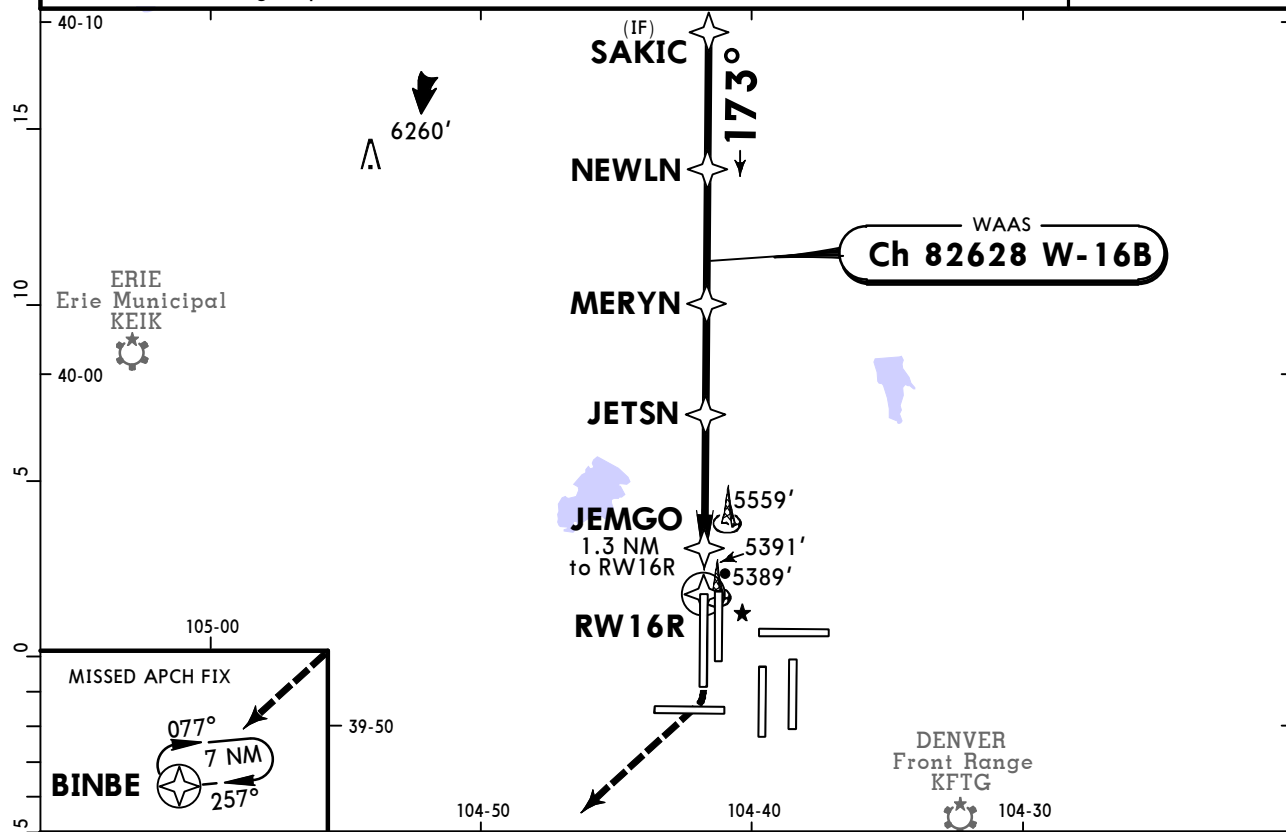 40-10
(IF)
SAKIC
173°
15
6260'
NEWLN
WAAS
Ch 82628 W-16B
ERIE
Erie Municipal
KEIK
10
MERYN
40-00
JETSN
5
5559'
JEMGO
1.3 NM
to RW16R
5391'
5389'
RW16R
105-00
0
MISSED APCH FIX
39-50
077°
7 NM
BINBE
257°
DENVER
Front Range
KFTG
104-50
104-40
104-30
5